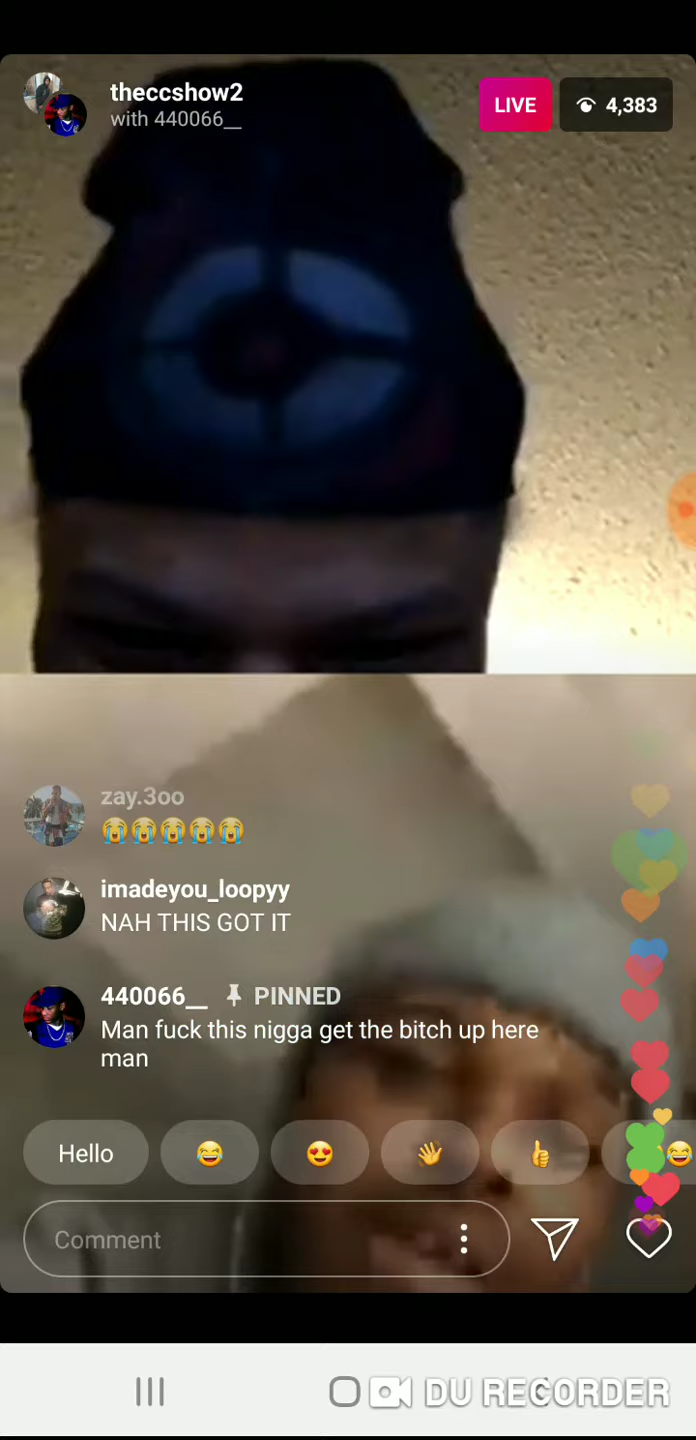 theccshow2
with 440066__
LIVE
4,383
zay.3oo
😭😭😭😭😭
imadeyou_loopyy
NAH THIS GOT IT
440066__ PINNED
Man fuck this nigga get the bitch up here
man
Hello 😂 😍 👋 👍 😂
Comment
DU RECORDER